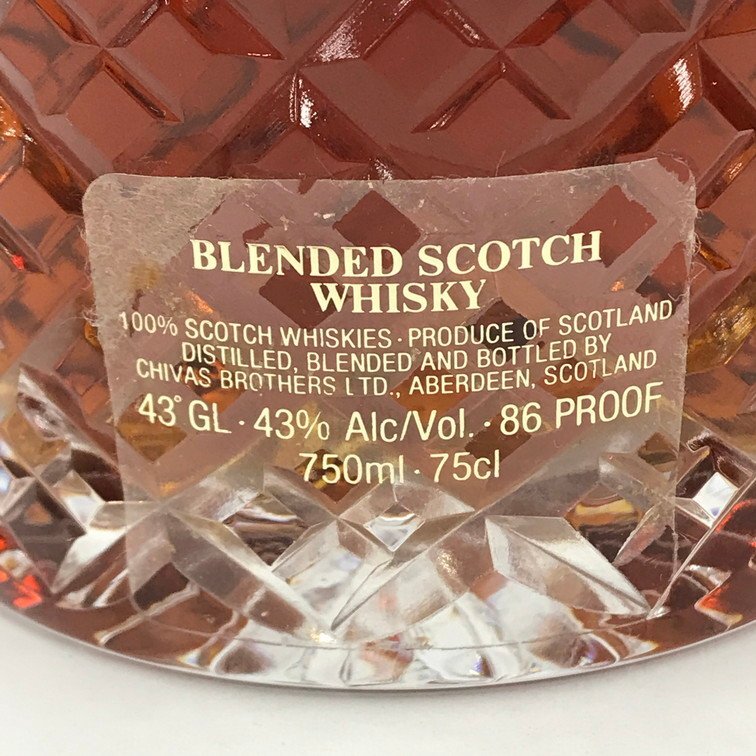 BLENDED SCOTCH
WHISKY
100% SCOTCH WHISKIES · PRODUCE OF SCOTLAND
DISTILLED, BLENDED AND BOTTLED BY
CHIVAS BROTHERS LTD., ABERDEEN, SCOTLAND
43° GL · 43% Alc/Vol. · 86 PROOF
750ml · 75cl